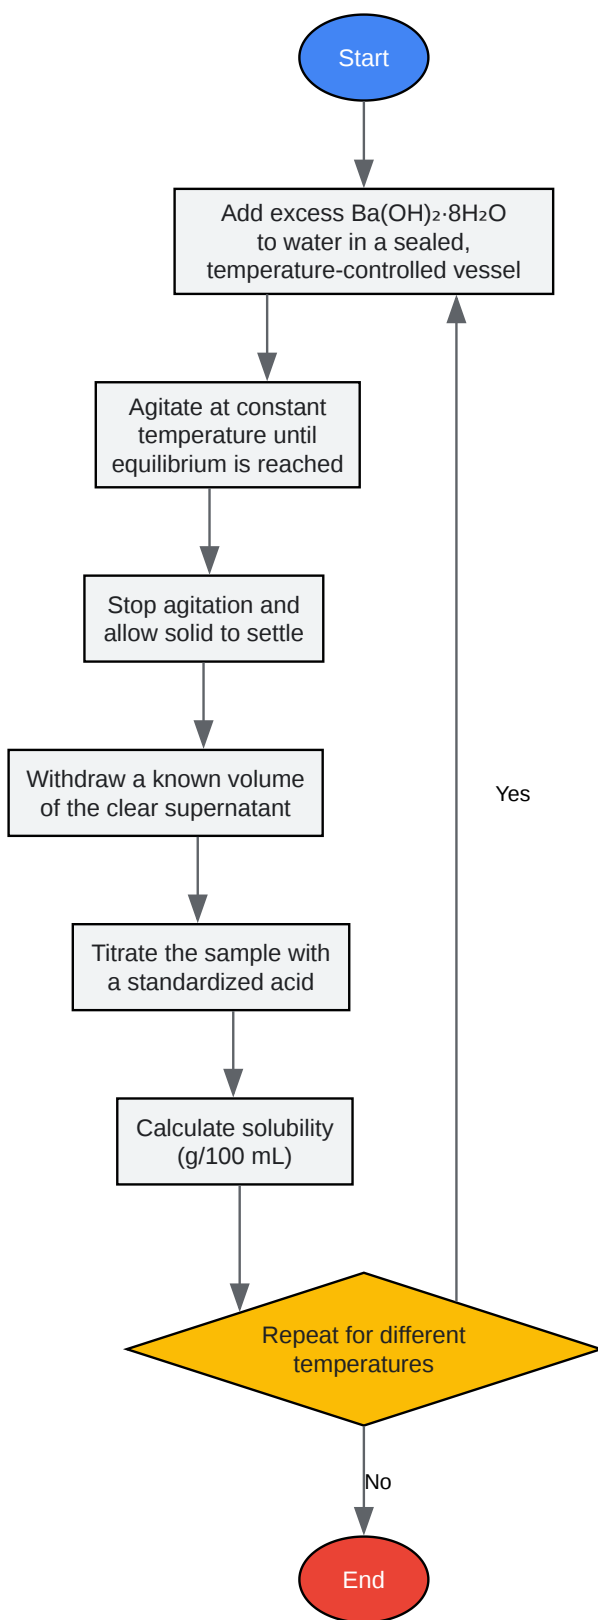 Start
Add excess Ba(OH)₂·8H₂O
to water in a sealed,
temperature-controlled vessel
Agitate at constant
temperature until
equilibrium is reached
Stop agitation and
allow solid to settle
Withdraw a known volume
of the clear supernatant
Yes
Titrate the sample with
a standardized acid
Calculate solubility
(g/100 mL)
Repeat for different
temperatures
No
End